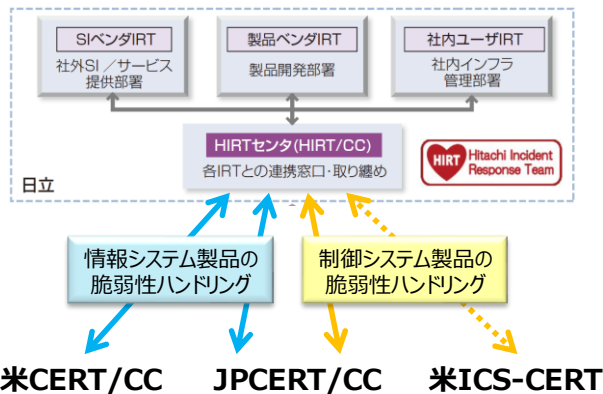 SIベンダIRT
社外SI／サービス
提供部署
製品ベンダIRT
製品開発部署
社内ユーザIRT
社内インフラ
管理部署
HIRTセンタ(HIRT/CC)
各IRTとの連携窓口・取り纏め
HIRT
Hitachi Incident
Response Team
日立
情報システム製品の
脆弱性ハンドリング
制御システム製品の
脆弱性ハンドリング
米CERT/CC
JPCERT/CC
米ICS-CERT